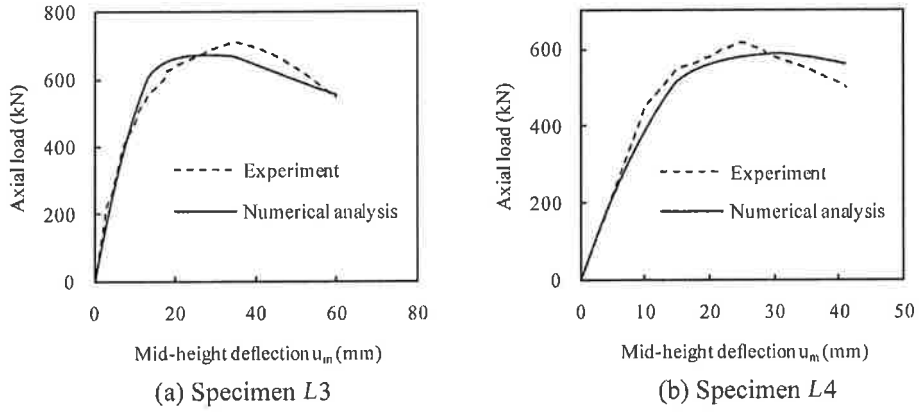 800
600
400
200
0
Axial load (kN)
Experiment
Numerical analysis
0 20 40 60 80
Mid-height deflection uₘ (mm)
(a) Specimen L3
600
400
200
0
Axial load (kN)
Experiment
Numerical analysis
0 10 20 30 40 50
Mid-height deflection uₘ (mm)
(b) Specimen L4